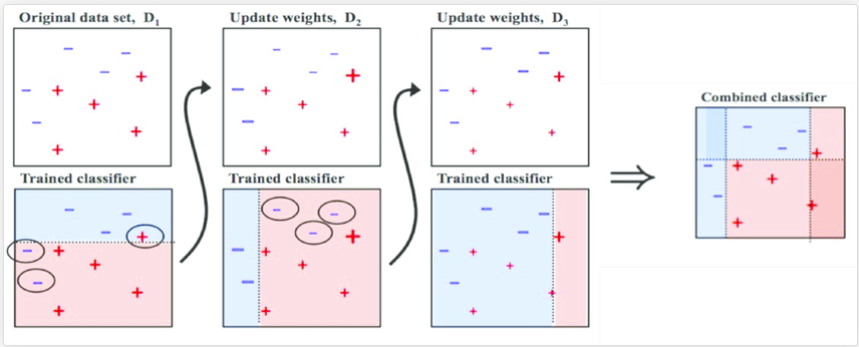 Original data set, D₁
Update weights, D₂
Update weights, D₃
Combined classifier
Trained classifier
Trained classifier
Trained classifier